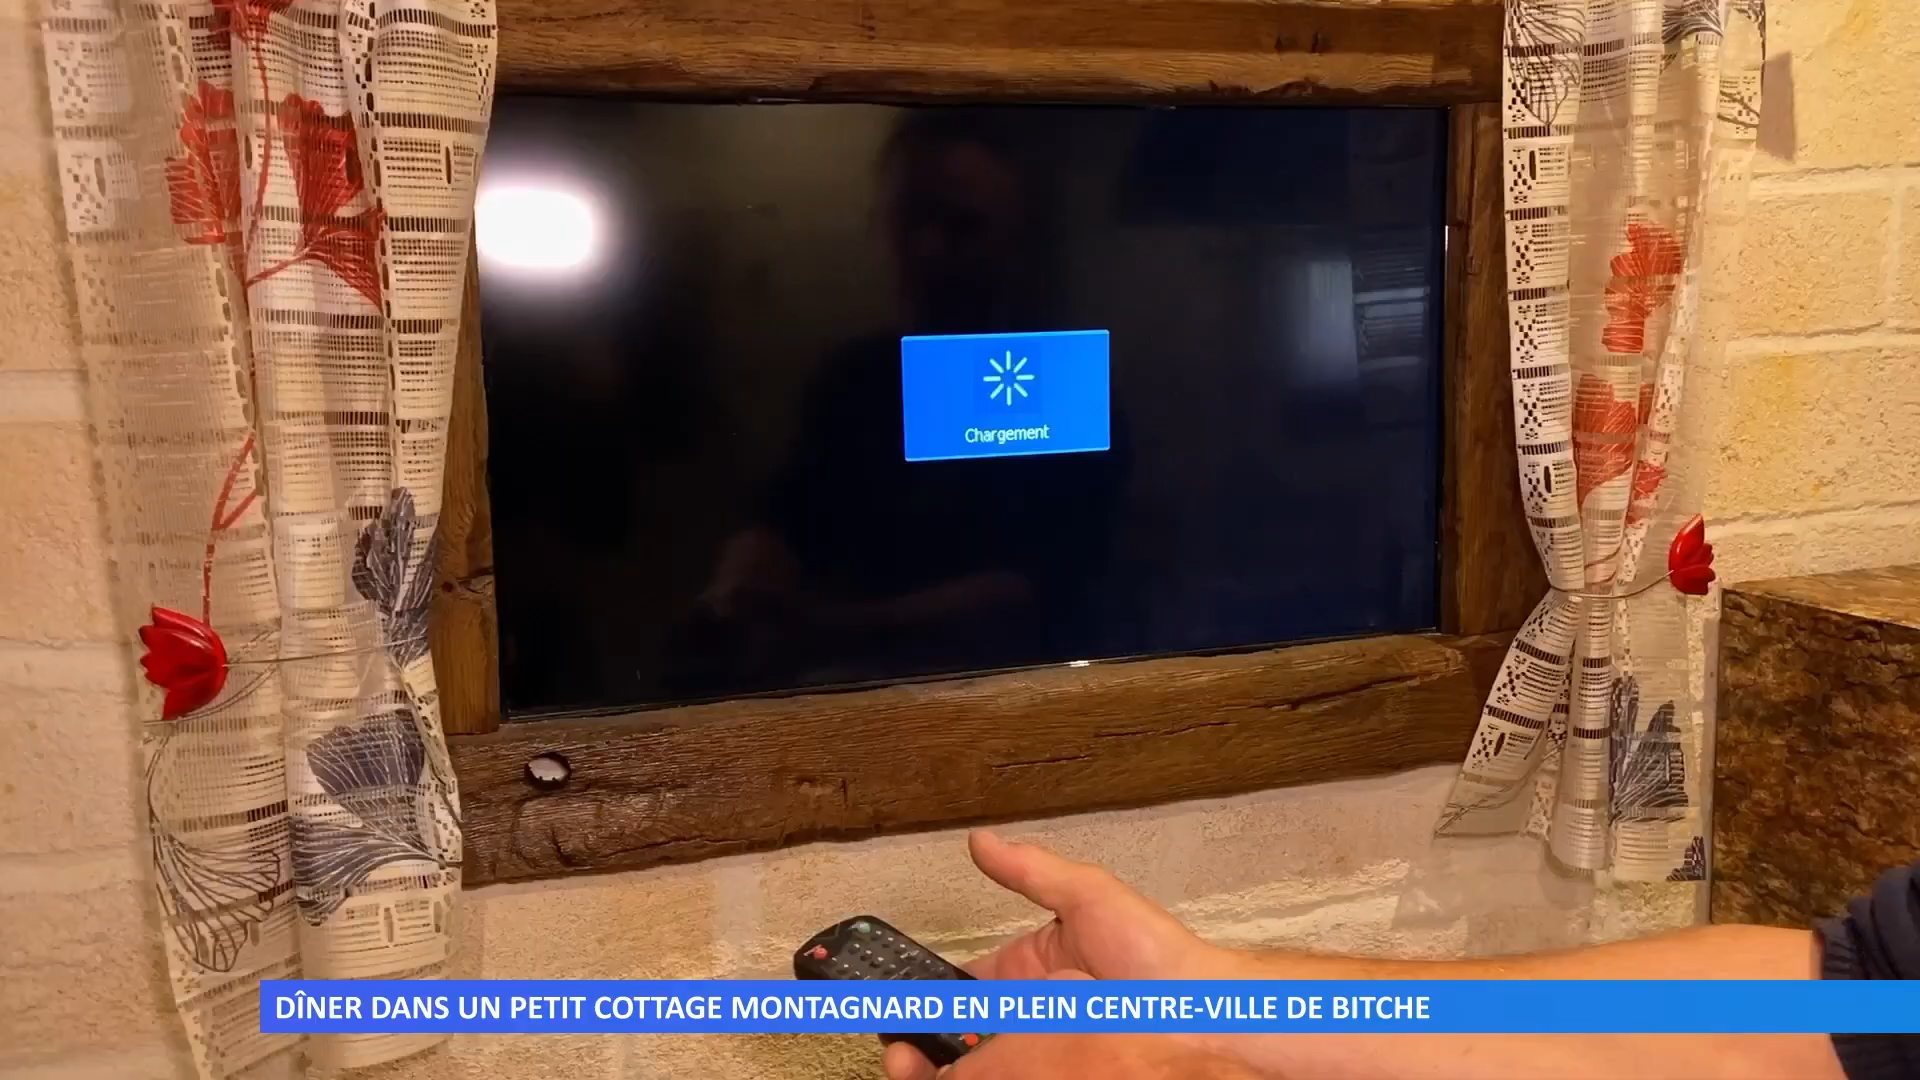 Chargement
DÎNER DANS UN PETIT COTTAGE MONTAGNARD EN PLEIN CENTRE-VILLE DE BITCHE